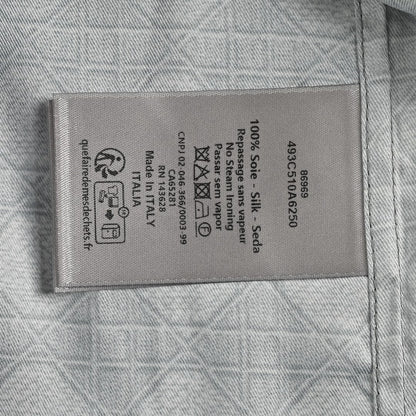 86969
493C510A6250
100% Soie - Silk - Seda
Repassage sans vapeur
No Steam Ironing
Passar sem vapor
CNPJ 02 046 366/0003-99
CA65281
RN 143628
Made In ITALY
ITALIA
quefairedemesdechets.fr